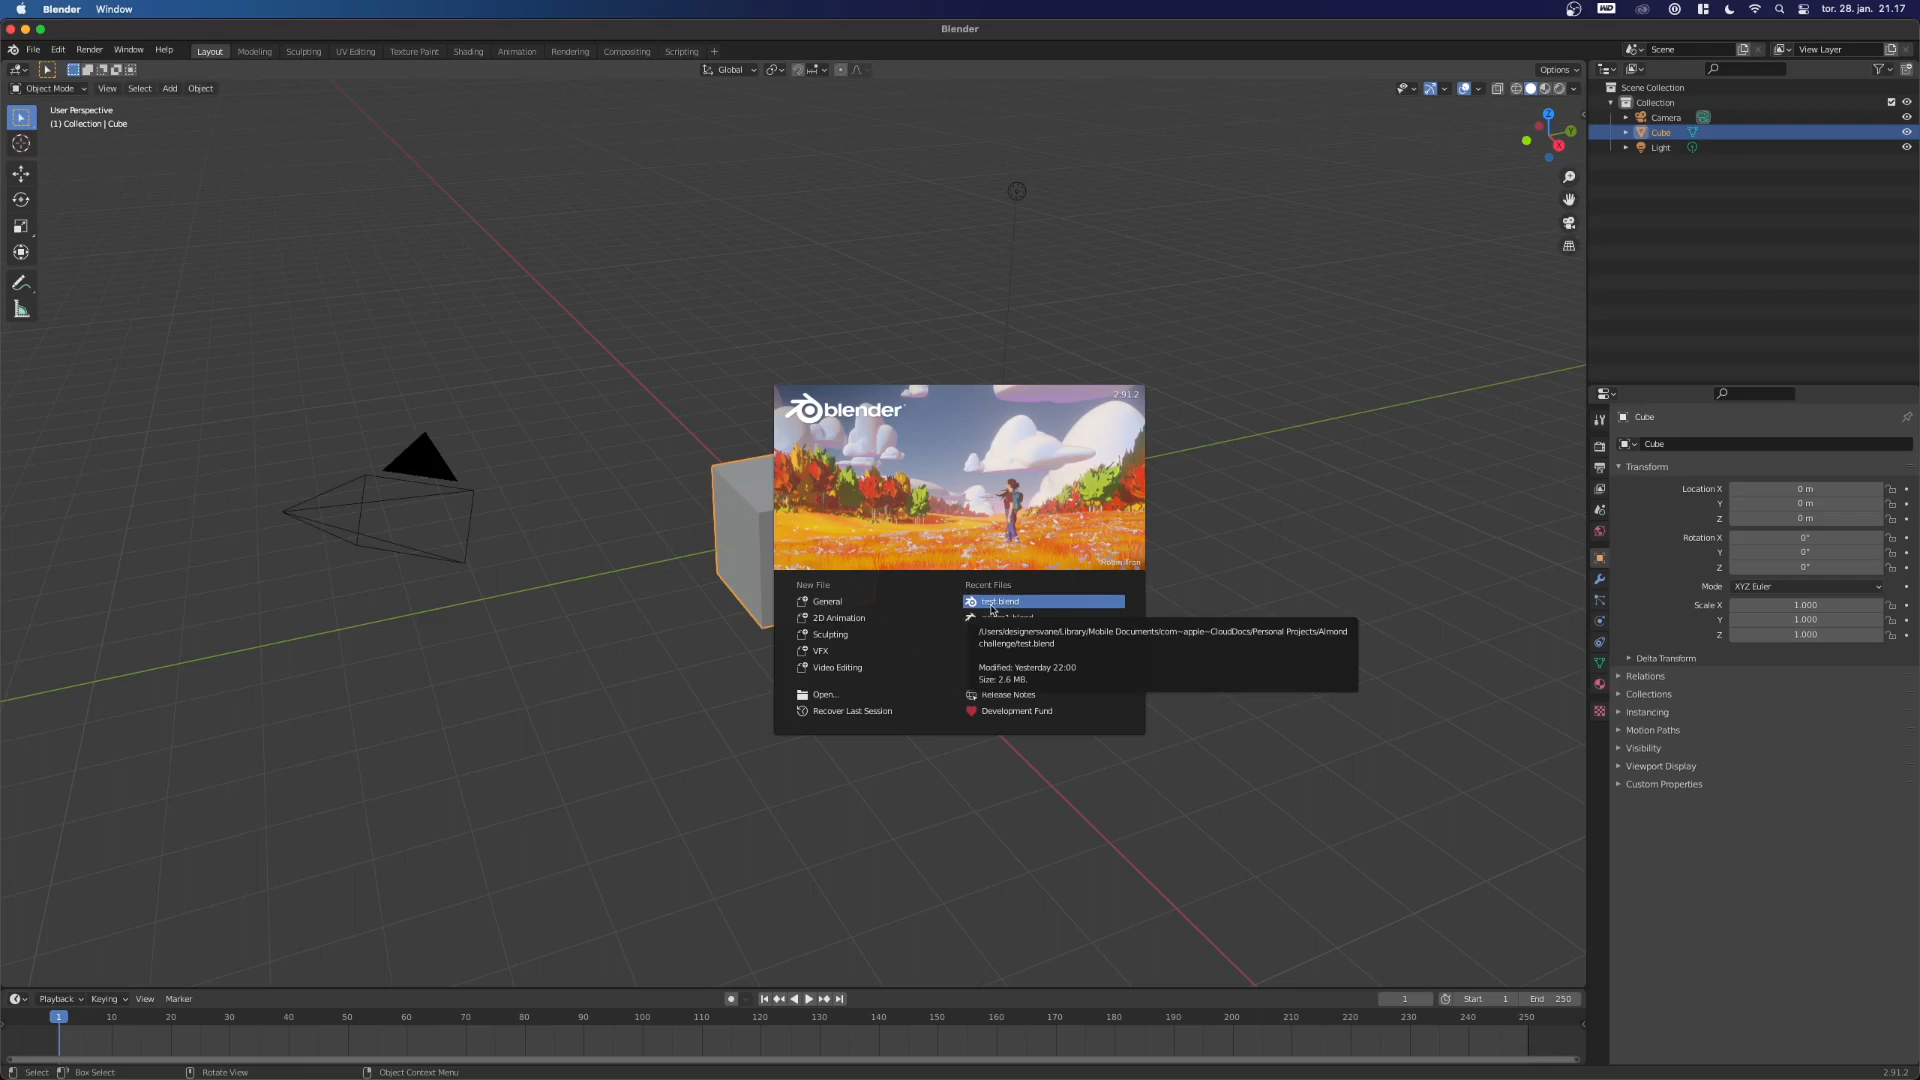 Blender Window
WD tor. 28. jan. 21.17
Blender
File Edit Render Window Help Layout Modeling Sculpting UV Editing Texture Paint Shading Animation Rendering Compositing Scripting +
Scene View Layer
Global Options
Object Mode View Select Add Object
User Perspective
(1) Collection | Cube
Z
Y
X
Scene Collection
Collection
Camera
Cube
Light
blender
2.91.2
Robin Tran
New File
General
2D Animation
Sculpting
VFX
Video Editing
Open...
Recover Last Session
Recent Files
test.blend
/Users/designersvane/Library/Mobile Documents/com~apple~CloudDocs/Personal Projects/Almond
challenge/test.blend
Modified: Yesterday 22:00
Size: 2.6 MB.
Release Notes
Development Fund
Cube
Cube
Transform
Location X 0 m
Y 0 m
Z 0 m
Rotation X 0°
Y 0°
Z 0°
Mode XYZ Euler
Scale X 1.000
Y 1.000
Z 1.000
Delta Transform
Relations
Collections
Instancing
Motion Paths
Visibility
Viewport Display
Custom Properties
Playback Keying View Marker
1 Start 1 End 250
1 10 20 30 40 50 60 70 80 90 100 110 120 130 140 150 160 170 180 190 200 210 220 230 240 250
Select Box Select Rotate View Object Context Menu
2.91.2